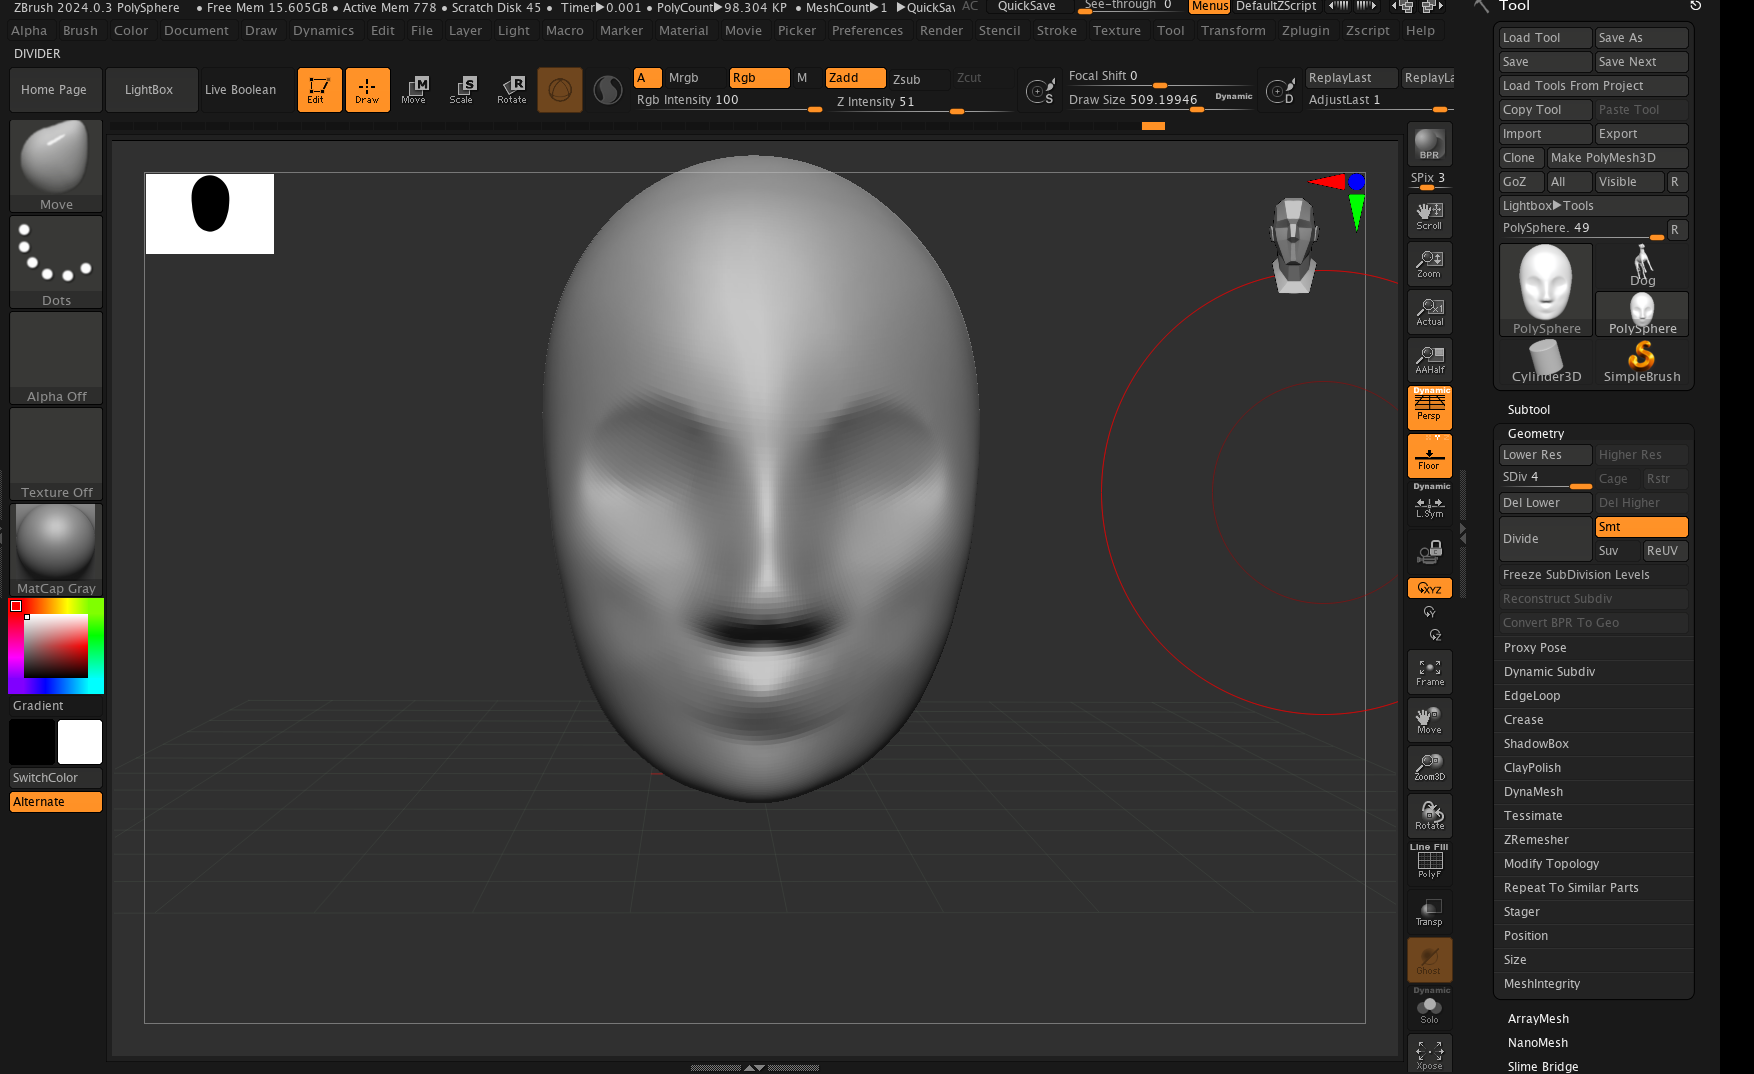 ZBrush 2024.0.3 PolySphere • Free Mem 15.605GB • Active Mem 778 • Scratch Disk 45 • Timer▶0.001 • PolyCount▶98.304 KP • MeshCount▶1 ▶QuickSav AC QuickSave See-through 0 Menus DefaultZScript
Alpha Brush Color Document Draw Dynamics Edit File Layer Light Macro Marker Material Movie Picker Preferences Render Stencil Stroke Texture Tool Transform Zplugin Zscript Help
DIVIDER
Home Page LightBox Live Boolean Edit Draw Move Scale Rotate
A Mrgb Rgb M Zadd Zsub Zcut
Rgb Intensity 100 Z Intensity 51
Focal Shift 0
Draw Size 509.19946 Dynamic
ReplayLast ReplayLa
AdjustLast 1
Move
Dots
Alpha Off
Texture Off
MatCap Gray
Gradient
SwitchColor
Alternate
BPR
SPix 3
Scroll
Zoom
Actual
AAHalf
Dynamic
Persp
Floor
Dynamic
L.Sym
XYZ
Y
Z
Frame
Move
Zoom3D
Rotate
Line Fill
PolyF
Transp
Ghost
Dynamic
Solo
Xpose
Tool
Load Tool Save As
Save Save Next
Load Tools From Project
Copy Tool Paste Tool
Import Export
Clone Make PolyMesh3D
GoZ All Visible R
Lightbox▶Tools
PolySphere. 49 R
Dog
PolySphere PolySphere
Cylinder3D SimpleBrush
Subtool
Geometry
Lower Res Higher Res
SDiv 4 Cage Rstr
Del Lower Del Higher
Divide Smt
Suv ReUV
Freeze SubDivision Levels
Reconstruct Subdiv
Convert BPR To Geo
Proxy Pose
Dynamic Subdiv
EdgeLoop
Crease
ShadowBox
ClayPolish
DynaMesh
Tessimate
ZRemesher
Modify Topology
Repeat To Similar Parts
Stager
Position
Size
MeshIntegrity
ArrayMesh
NanoMesh
Slime Bridge